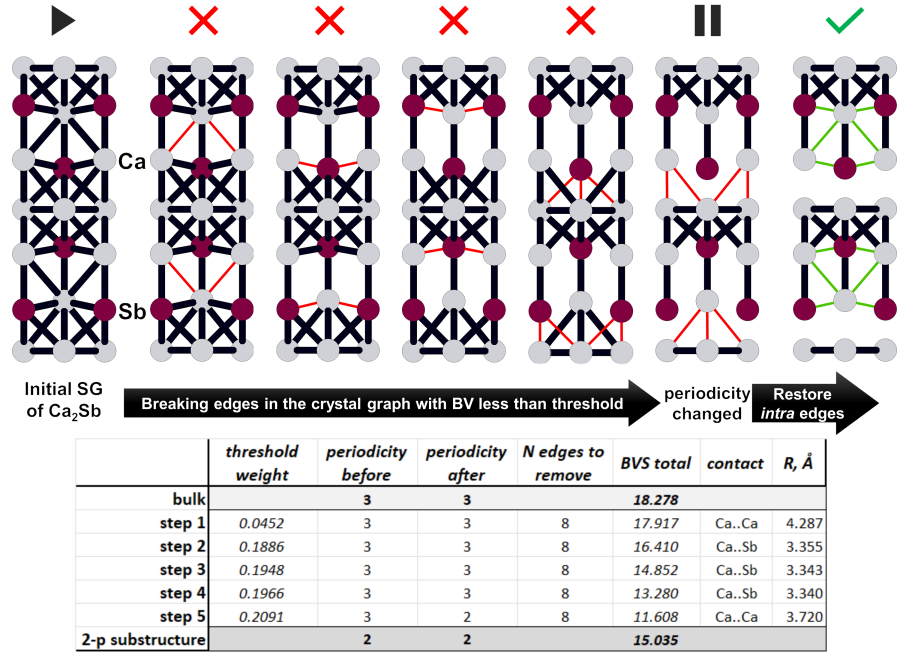 Ca
Sb
Initial SG
of Ca₂Sb
Breaking edges in the crystal graph with BV less than threshold
periodicity
changed
Restore
intra edges
threshold weight periodicity before periodicity after N edges to remove BVS total contact R, Å
bulk 3 3 18.278
step 1 0.0452 3 3 8 17.917 Ca..Ca 4.287
step 2 0.1886 3 3 8 16.410 Ca..Sb 3.355
step 3 0.1948 3 3 8 14.852 Ca..Sb 3.343
step 4 0.1966 3 3 8 13.280 Ca..Sb 3.340
step 5 0.2091 3 2 8 11.608 Ca..Ca 3.720
2-p substructure 2 2 15.035